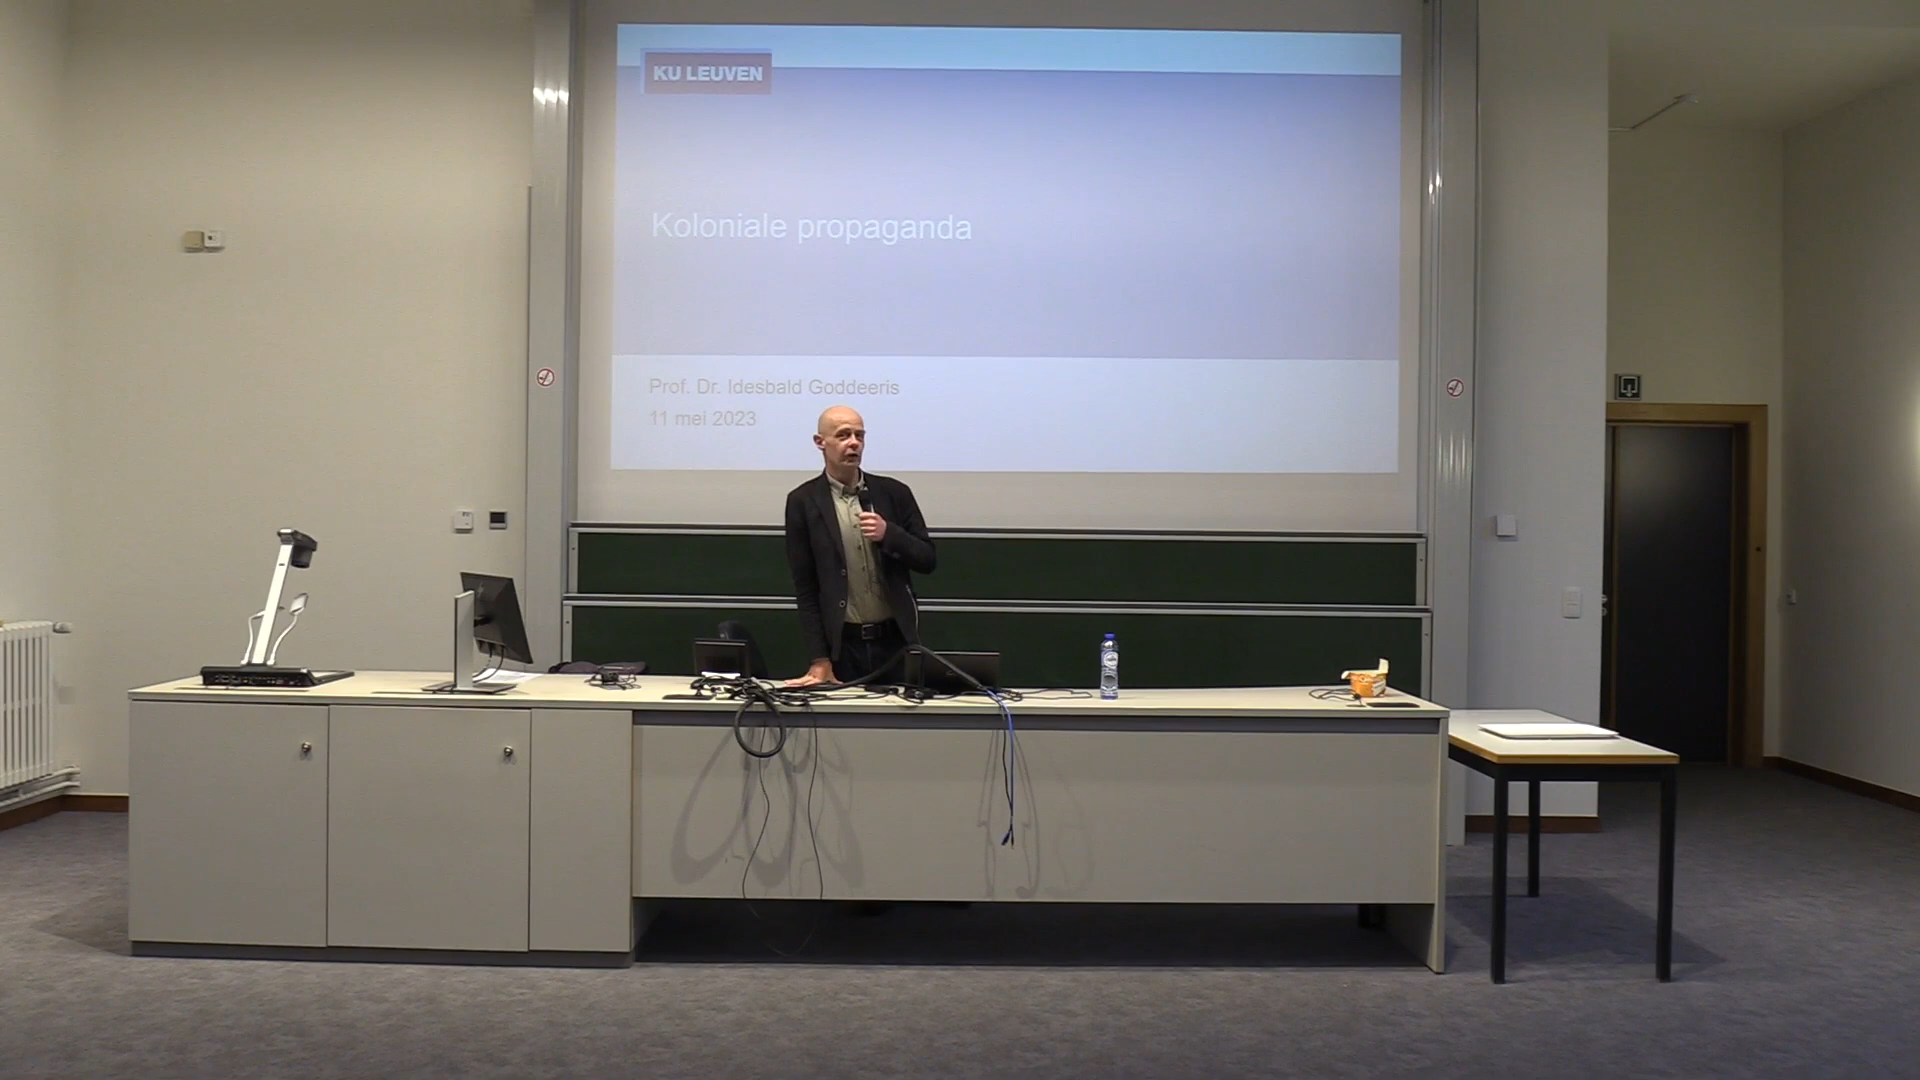 KU LEUVEN
Koloniale propaganda
Prof. Dr. Idesbald Goddeeris
11 mei 2023